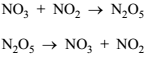 NO₃ + NO₂ → N₂O₅
N₂O₅ → NO₃ + NO₂